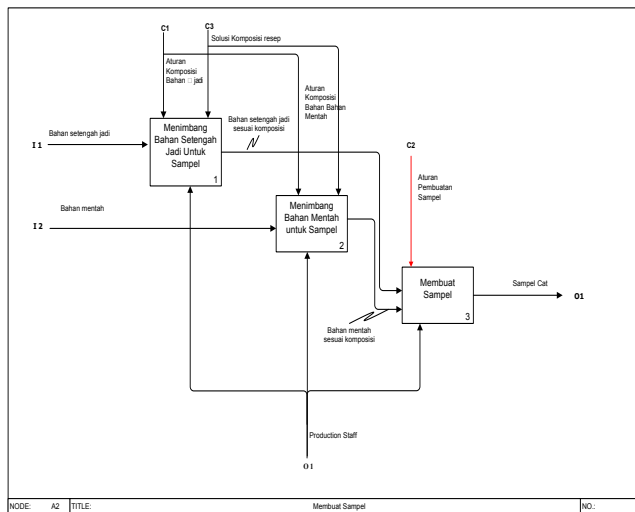 C1
C3
Solusi Komposisi resep
Aturan
Komposisi
Bahan jadi
Aturan
Komposisi
Bahan Bahan
Mentah
Bahan setengah jadi
I 1
Menimbang
Bahan Setengah
Jadi Untuk
Sampel
1
Bahan setengah jadi
sesuai komposisi
C2
Aturan
Pembuatan
Sampel
Bahan mentah
I 2
Menimbang
Bahan Mentah
untuk Sampel
2
Membuat
Sampel
3
Sampel Cat
O1
Bahan mentah
sesuai komposisi
Production Staff
O 1
NODE: A2 TITLE: Membuat Sampel NO.: